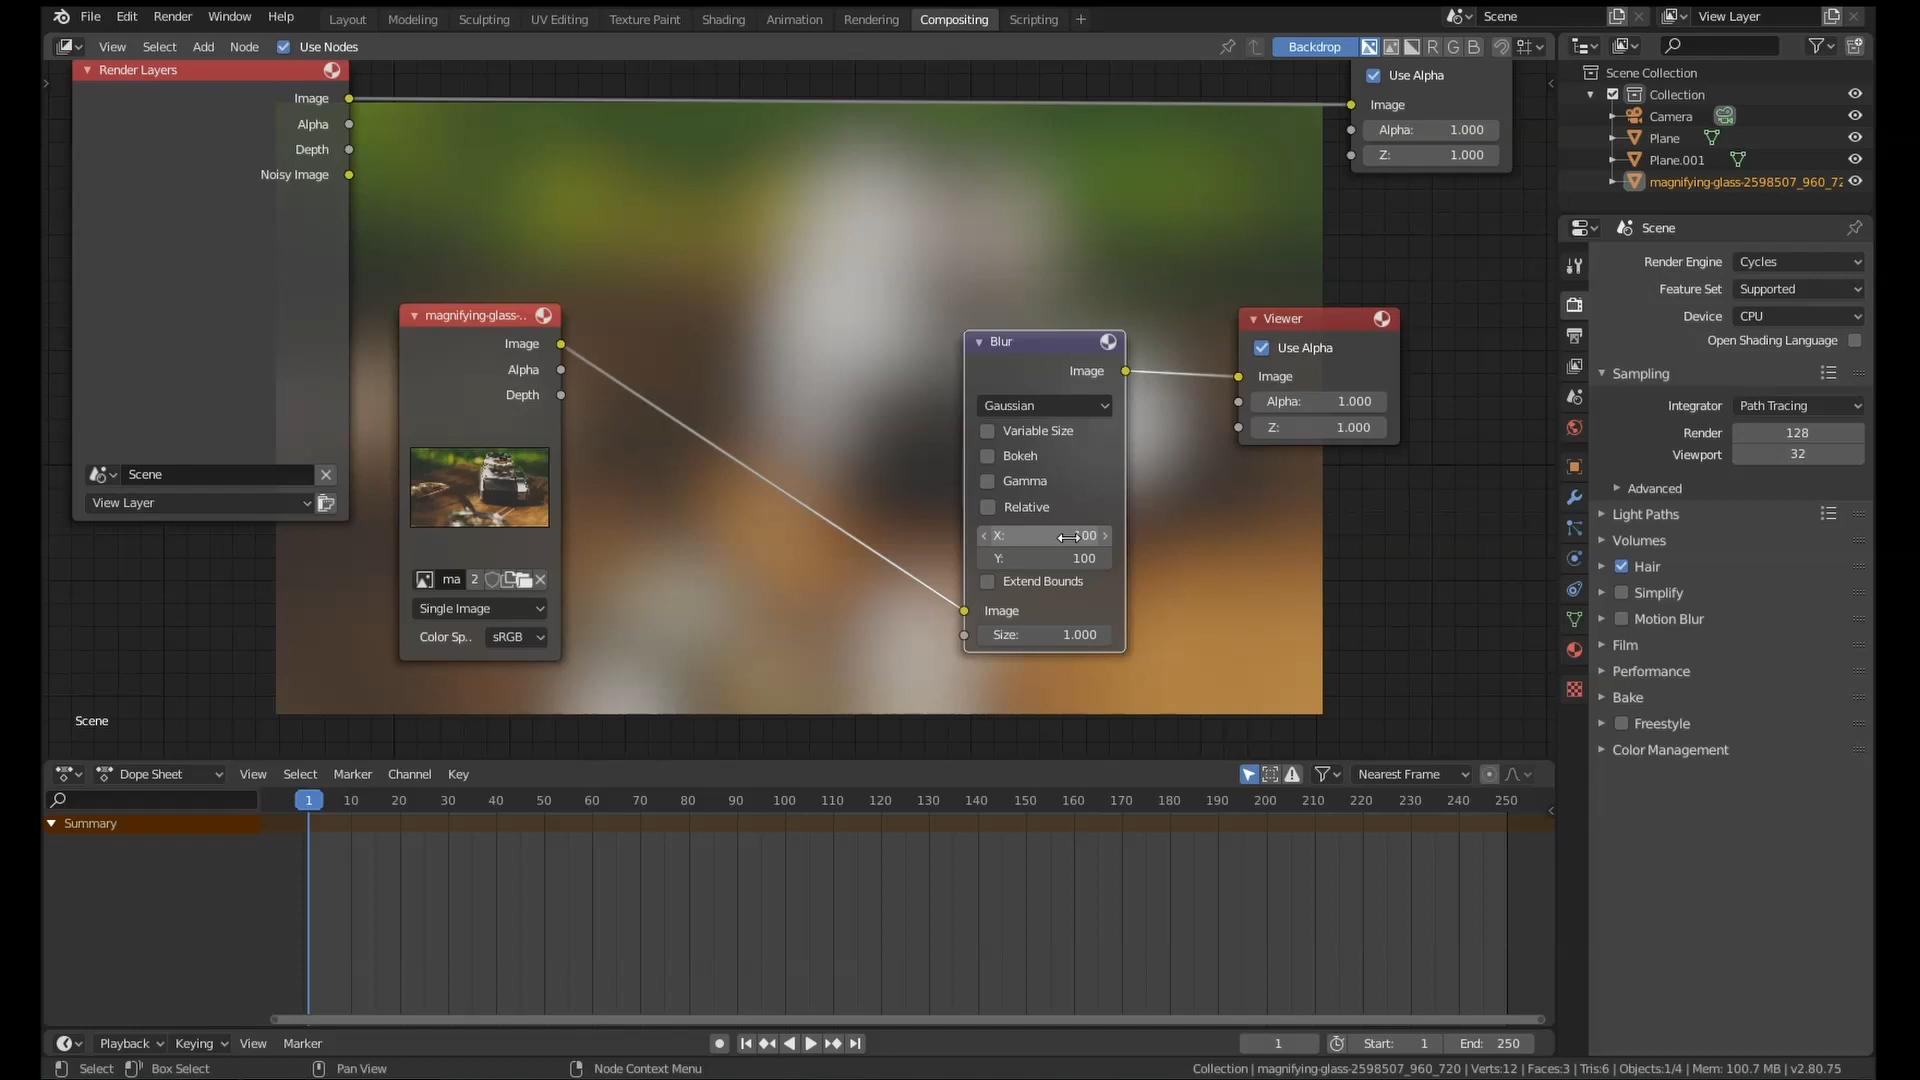 File Edit Render Window Help Layout Modeling Sculpting UV Editing Texture Paint Shading Animation Rendering Compositing Scripting + Scene View Layer
View Select Add Node Use Nodes Backdrop R G B
Render Layers
Image
Alpha
Depth
Noisy Image
Scene
View Layer
magnifying-glass-..
Image
Alpha
Depth
ma 2
Single Image
Color Sp.. sRGB
Blur
Image
Gaussian
Variable Size
Bokeh
Gamma
Relative
X: 100
Y: 100
Extend Bounds
Image
Size: 1.000
Use Alpha
Image
Alpha: 1.000
Z: 1.000
Viewer
Use Alpha
Image
Alpha: 1.000
Z: 1.000
Scene
Scene Collection
Collection
Camera
Plane
Plane.001
magnifying-glass-2598507_960_72
Scene
Render Engine Cycles
Feature Set Supported
Device CPU
Open Shading Language
Sampling
Integrator Path Tracing
Render 128
Viewport 32
Advanced
Light Paths
Volumes
Hair
Simplify
Motion Blur
Film
Performance
Bake
Freestyle
Color Management
Dope Sheet View Select Marker Channel Key Nearest Frame
1 10 20 30 40 50 60 70 80 90 100 110 120 130 140 150 160 170 180 190 200 210 220 230 240 250
Summary
Playback Keying View Marker 1 Start: 1 End: 250
Select Box Select Pan View Node Context Menu Collection | magnifying-glass-2598507_960_720 | Verts:12 | Faces:3 | Tris:6 | Objects:1/4 | Mem: 100.7 MB | v2.80.75